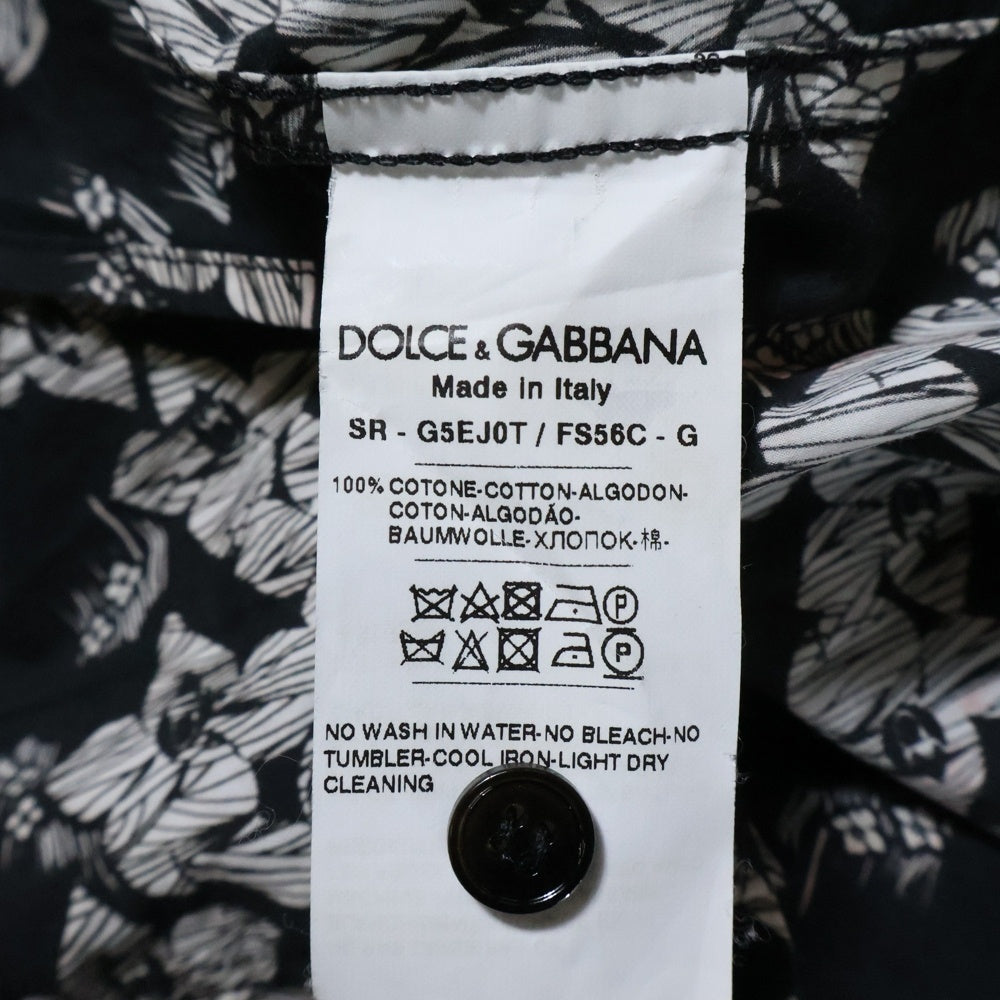 DOLCE & GABBANA
Made in Italy
SR - G5EJ0T / FS56C - G
100% COTONE-COTTON-ALGODON-
COTON-ALGODÃO-
BAUMWOLLE-ХЛОПОК-棉-
P
P
NO WASH IN WATER-NO BLEACH-NO
TUMBLER-COOL IRON-LIGHT DRY
CLEANING